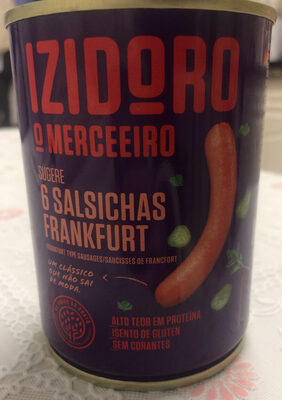 IZIDORO
O MERCEEIRO
SUGERE
6 SALSICHAS
FRANKFURT
FRANKFURT TYPE SAUSAGES/SAUCISSES DE FRANCFORT
UM CLÁSSICO
QUE NÃO SAI
DE MODA.
ALTO TEOR EM PROTEÍNA
ISENTO DE GLÚTEN
SEM CORANTES